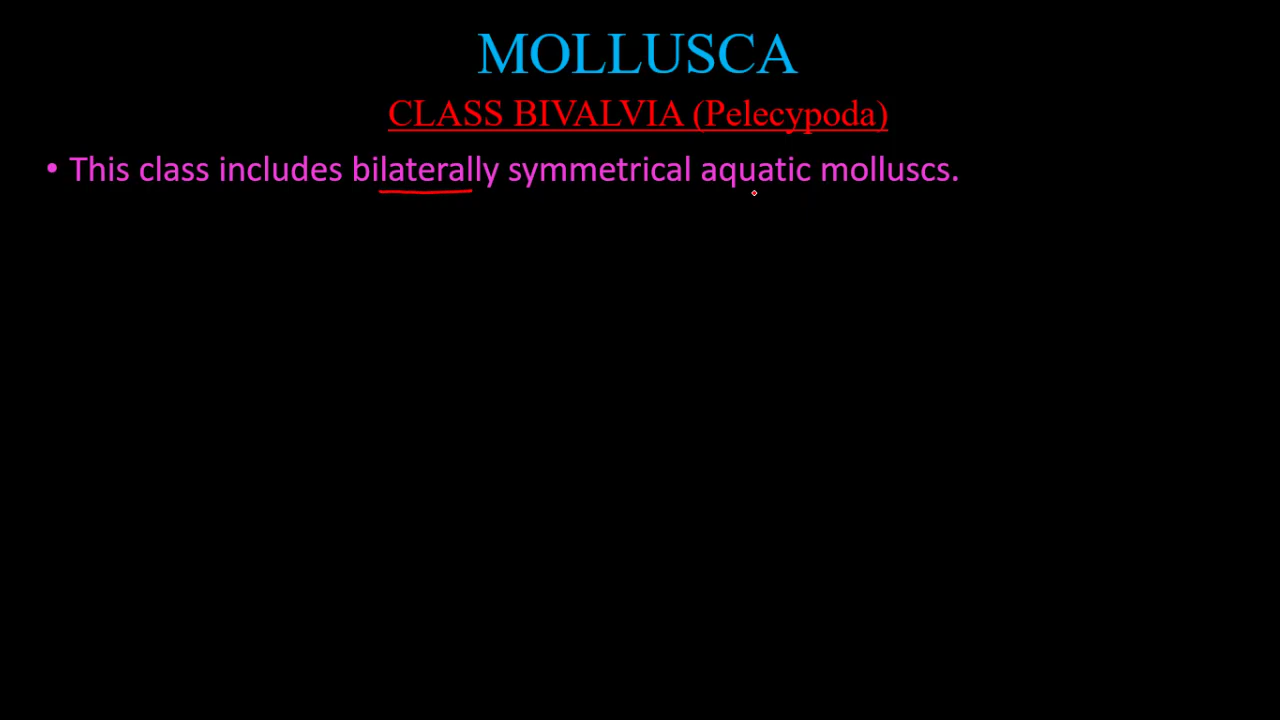 MOLLUSCA
CLASS BIVALVIA (Pelecypoda)
• This class includes bilaterally symmetrical aquatic molluscs.